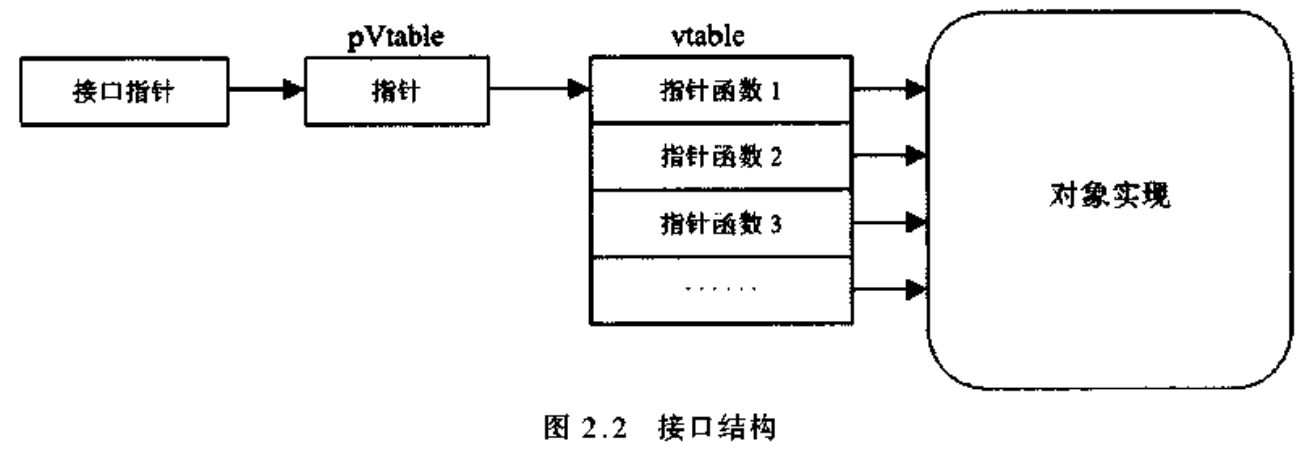 pVtable
vtable
接口指针
指针
指针函数 1
指针函数 2
指针函数 3
······
对象实现
图 2.2 接口结构